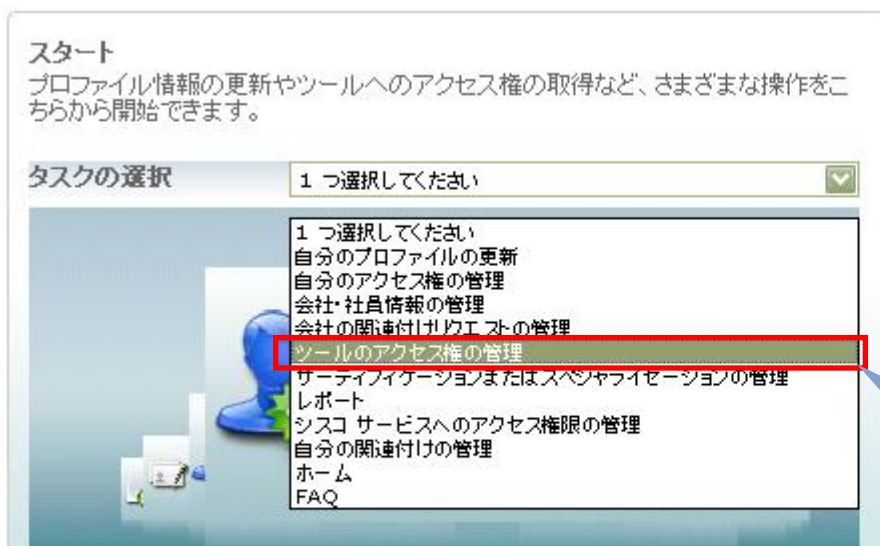 スタート
プロファイル情報の更新やツールへのアクセス権の取得など、さまざまな操作をこ
ちらから開始できます。
タスクの選択
1 つ選択してください
1 つ選択してください
自分のプロファイルの更新
自分のアクセス権の管理
会社・社員情報の管理
会社の関連付けリクエストの管理
ツールのアクセス権の管理
サーティフィケーションまたはスペシャライゼーションの管理
レポート
シスコ サービスへのアクセス権限の管理
自分の関連付けの管理
ホーム
FAQ